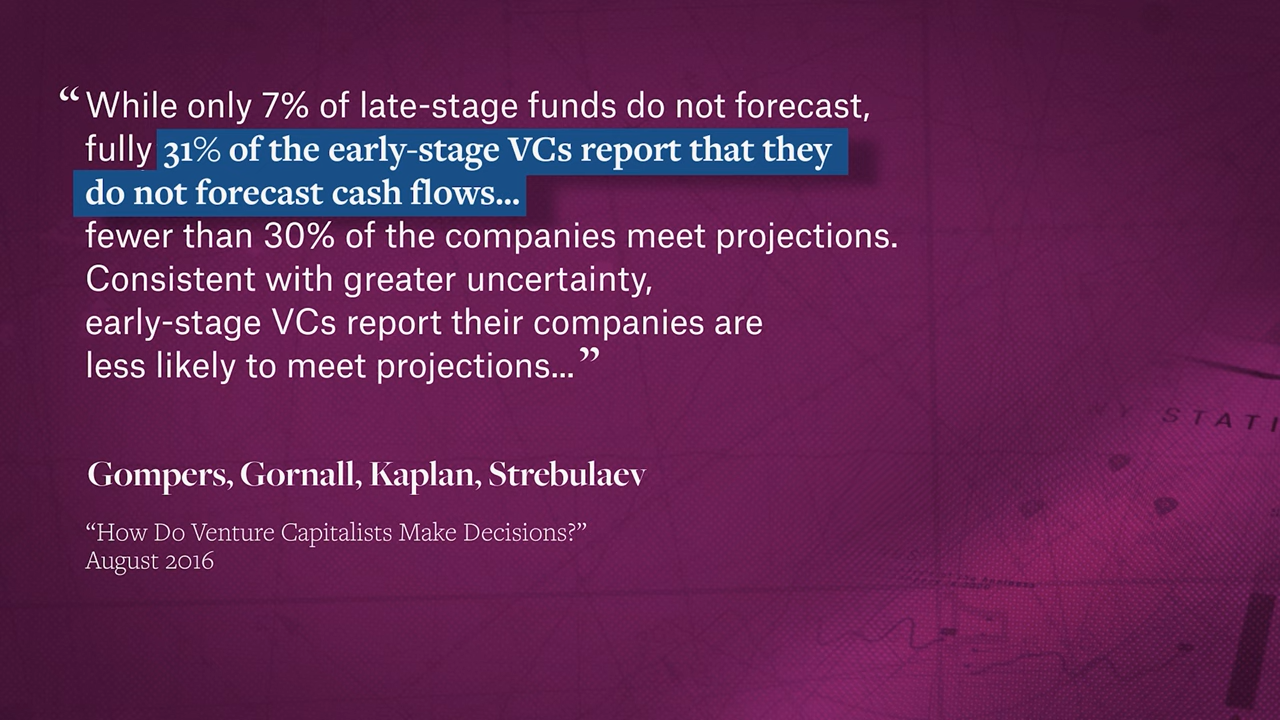 “While only 7% of late-stage funds do not forecast,
fully 31% of the early-stage VCs report that they
do not forecast cash flows...
fewer than 30% of the companies meet projections.
Consistent with greater uncertainty,
early-stage VCs report their companies are
less likely to meet projections...”
Gompers, Gornall, Kaplan, Strebulaev
“How Do Venture Capitalists Make Decisions?”
August 2016